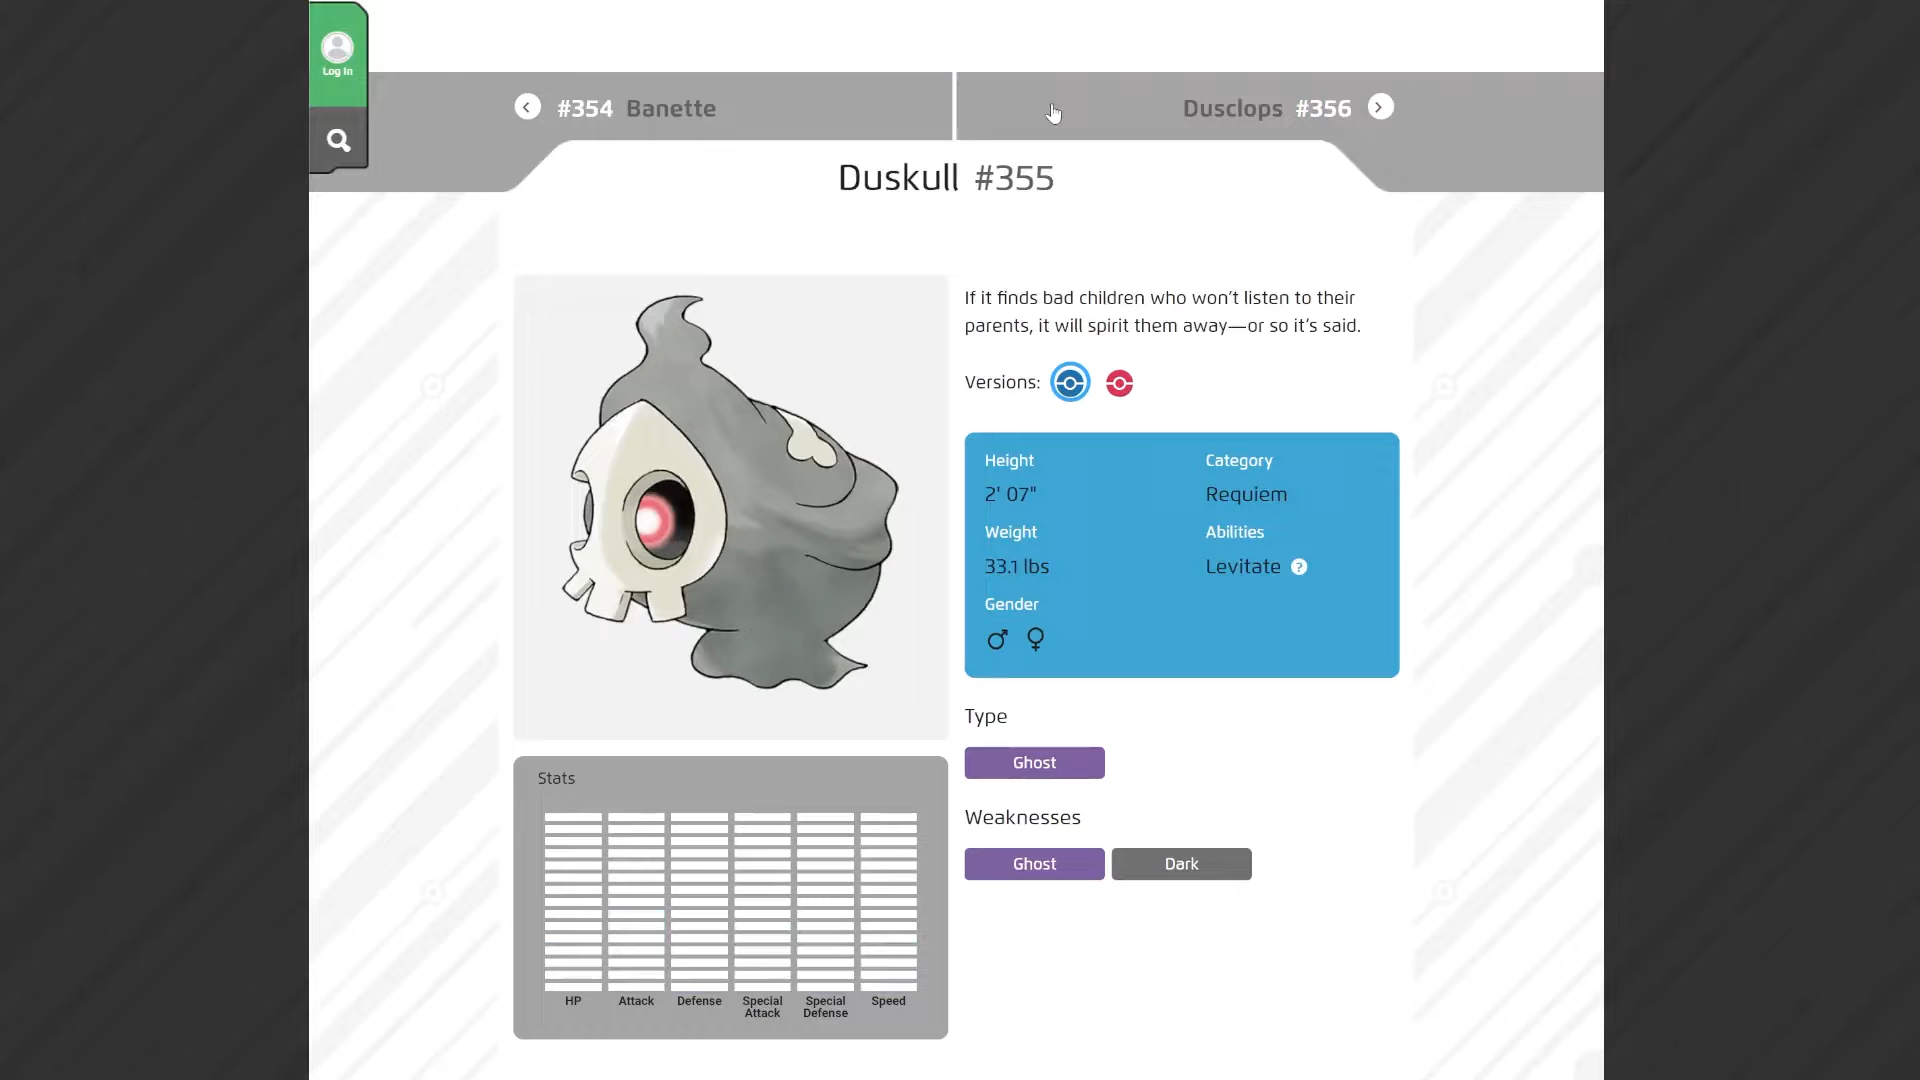 Log In
#354 Banette
Dusclops #356
Duskull #355
If it finds bad children who won't listen to their
parents, it will spirit them away—or so it's said.
Versions:
Height
2' 07"
Weight
33.1 lbs
Gender
Category
Requiem
Abilities
Levitate ?
Type
Ghost
Weaknesses
Ghost
Dark
Stats
HP
Attack
Defense
Special
Attack
Special
Defense
Speed